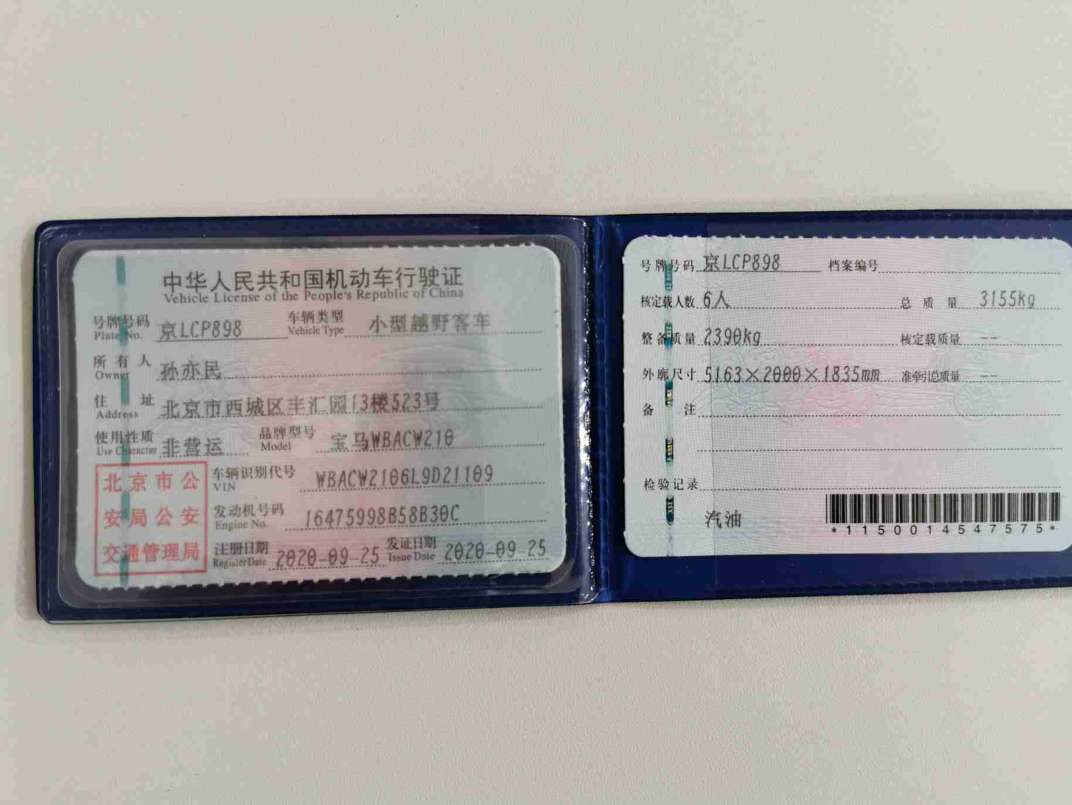 中华人民共和国机动车行驶证
Vehicle License of the People's Republic of China
号牌号码 京LCP898 车辆类型 小型越野客车
Plate No. Vehicle Type
所有人 孙亦民
Owner
住址 北京市西城区丰汇园13楼523号
Address
使用性质 非营运 品牌型号 宝马WBACW210
Use Character Model
北京市公
安局公安
交通管理局
车辆识别代号 WBACW2106L9D21109
VIN
发动机号码 16475998B58B30C
Engine No.
注册日期 2020-09-25 发证日期 2020-09-25
Register Date Issue Date
号牌号码 京LCP898 档案编号
核定载人数 6人 总质量 3155kg
整备质量 2390kg 核定载质量 --
外廓尺寸 5163×2000×1835mm 准牵引总质量 --
备注
检验记录
汽油
*1150014547575*